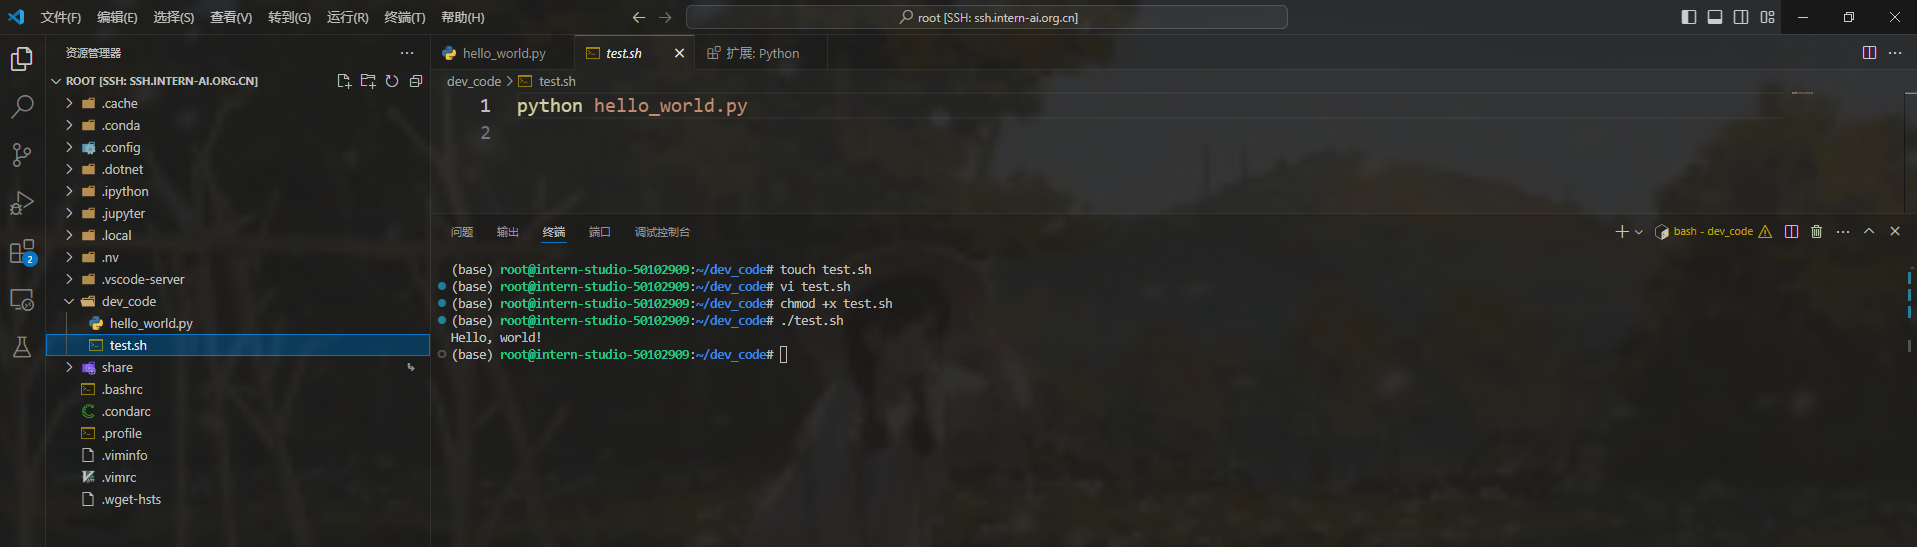 文件(F) 编辑(E) 选择(S) 查看(V) 转到(G) 运行(R) 终端(T) 帮助(H) root [SSH: ssh.intern-ai.org.cn]
资源管理器
ROOT [SSH: SSH.INTERN-AI.ORG.CN]
.cache
.conda
.config
.dotnet
.ipython
.jupyter
.local
.nv
.vscode-server
dev_code
hello_world.py
test.sh
share
.bashrc
.condarc
.profile
.viminfo
.vimrc
.wget-hsts
2
hello_world.py test.sh 扩展: Python
dev_code > test.sh
1 python hello_world.py
2
问题 输出 终端 端口 调试控制台 bash - dev_code
(base) root@intern-studio-50102909:~/dev_code# touch test.sh
(base) root@intern-studio-50102909:~/dev_code# vi test.sh
(base) root@intern-studio-50102909:~/dev_code# chmod +x test.sh
(base) root@intern-studio-50102909:~/dev_code# ./test.sh
Hello, world!
(base) root@intern-studio-50102909:~/dev_code#